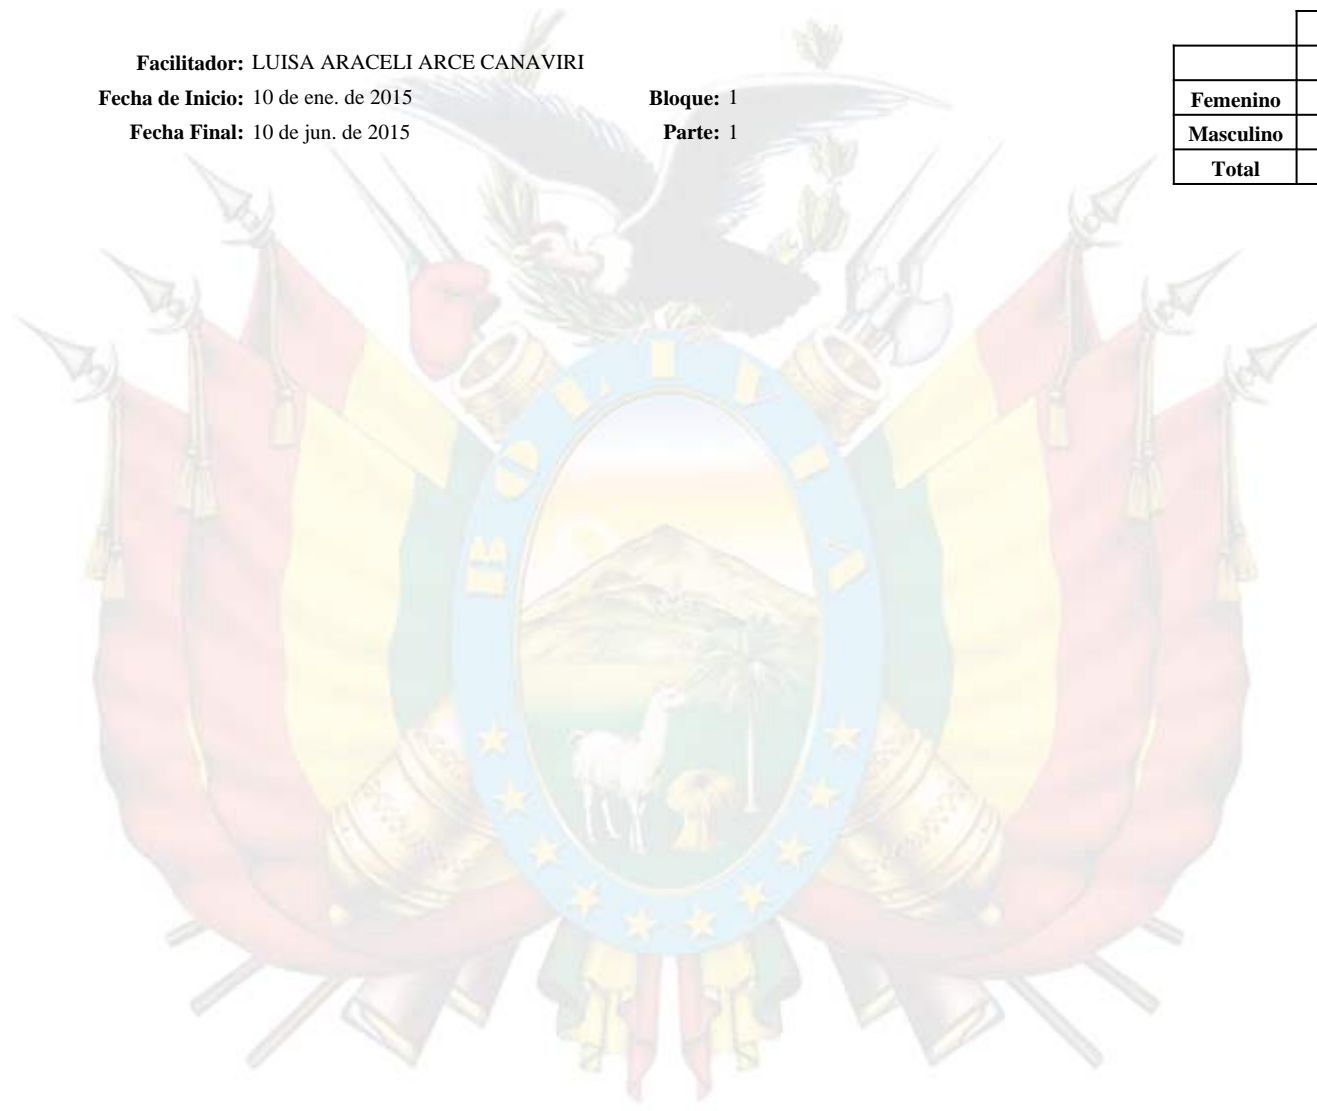 Facilitador: LUISA ARACELI ARCE CANAVIRI
Fecha de Inicio: 10 de ene. de 2015 Bloque: 1
Fecha Final: 10 de jun. de 2015 Parte: 1
Femenino
Masculino
Total
BOLIVIA